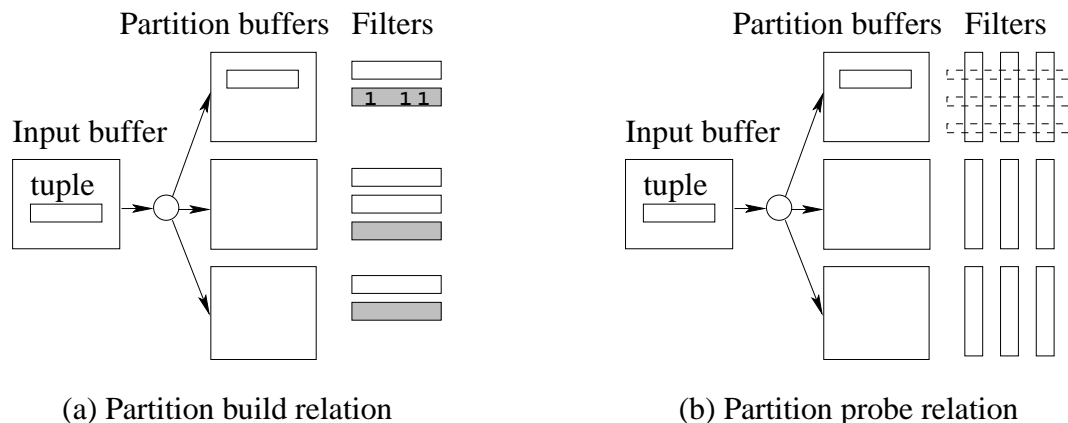 Partition buffers Filters
1 11
Input buffer
tuple
(a) Partition build relation
Partition buffers Filters
Input buffer
tuple
(b) Partition probe relation